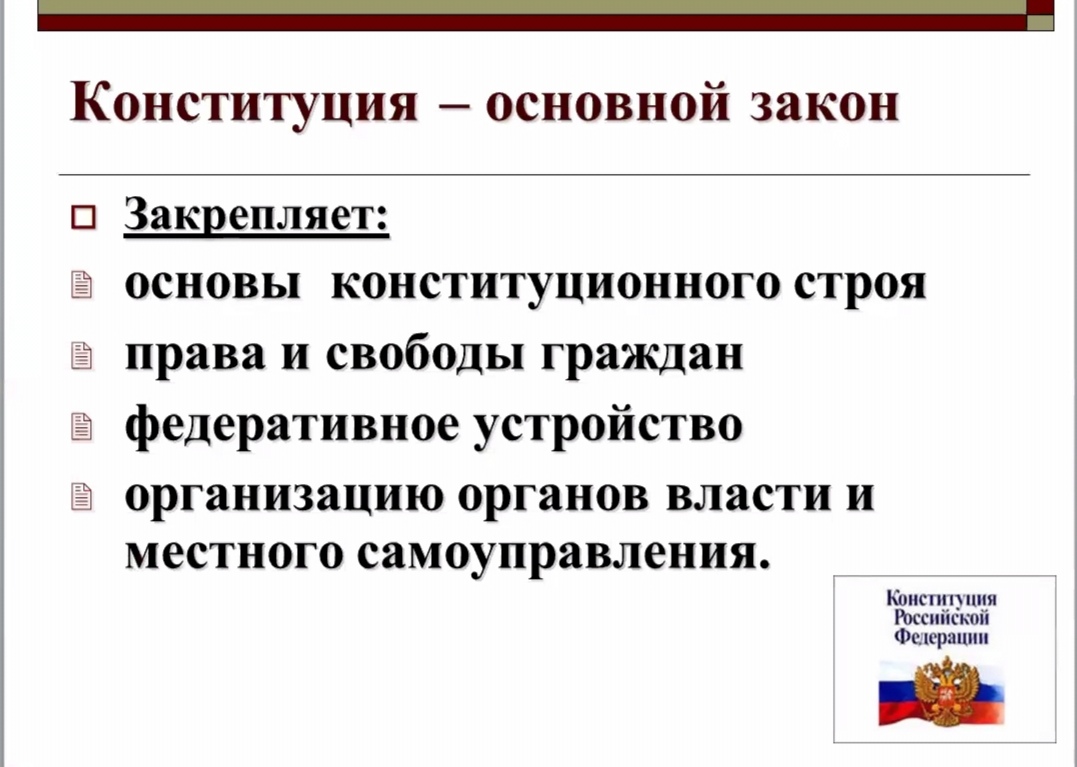 Конституция – основной закон
Закрепляет:
основы конституционного строя
права и свободы граждан
федеративное устройство
организацию органов власти и
местного самоуправления.
Конституция
Российской
Федерации